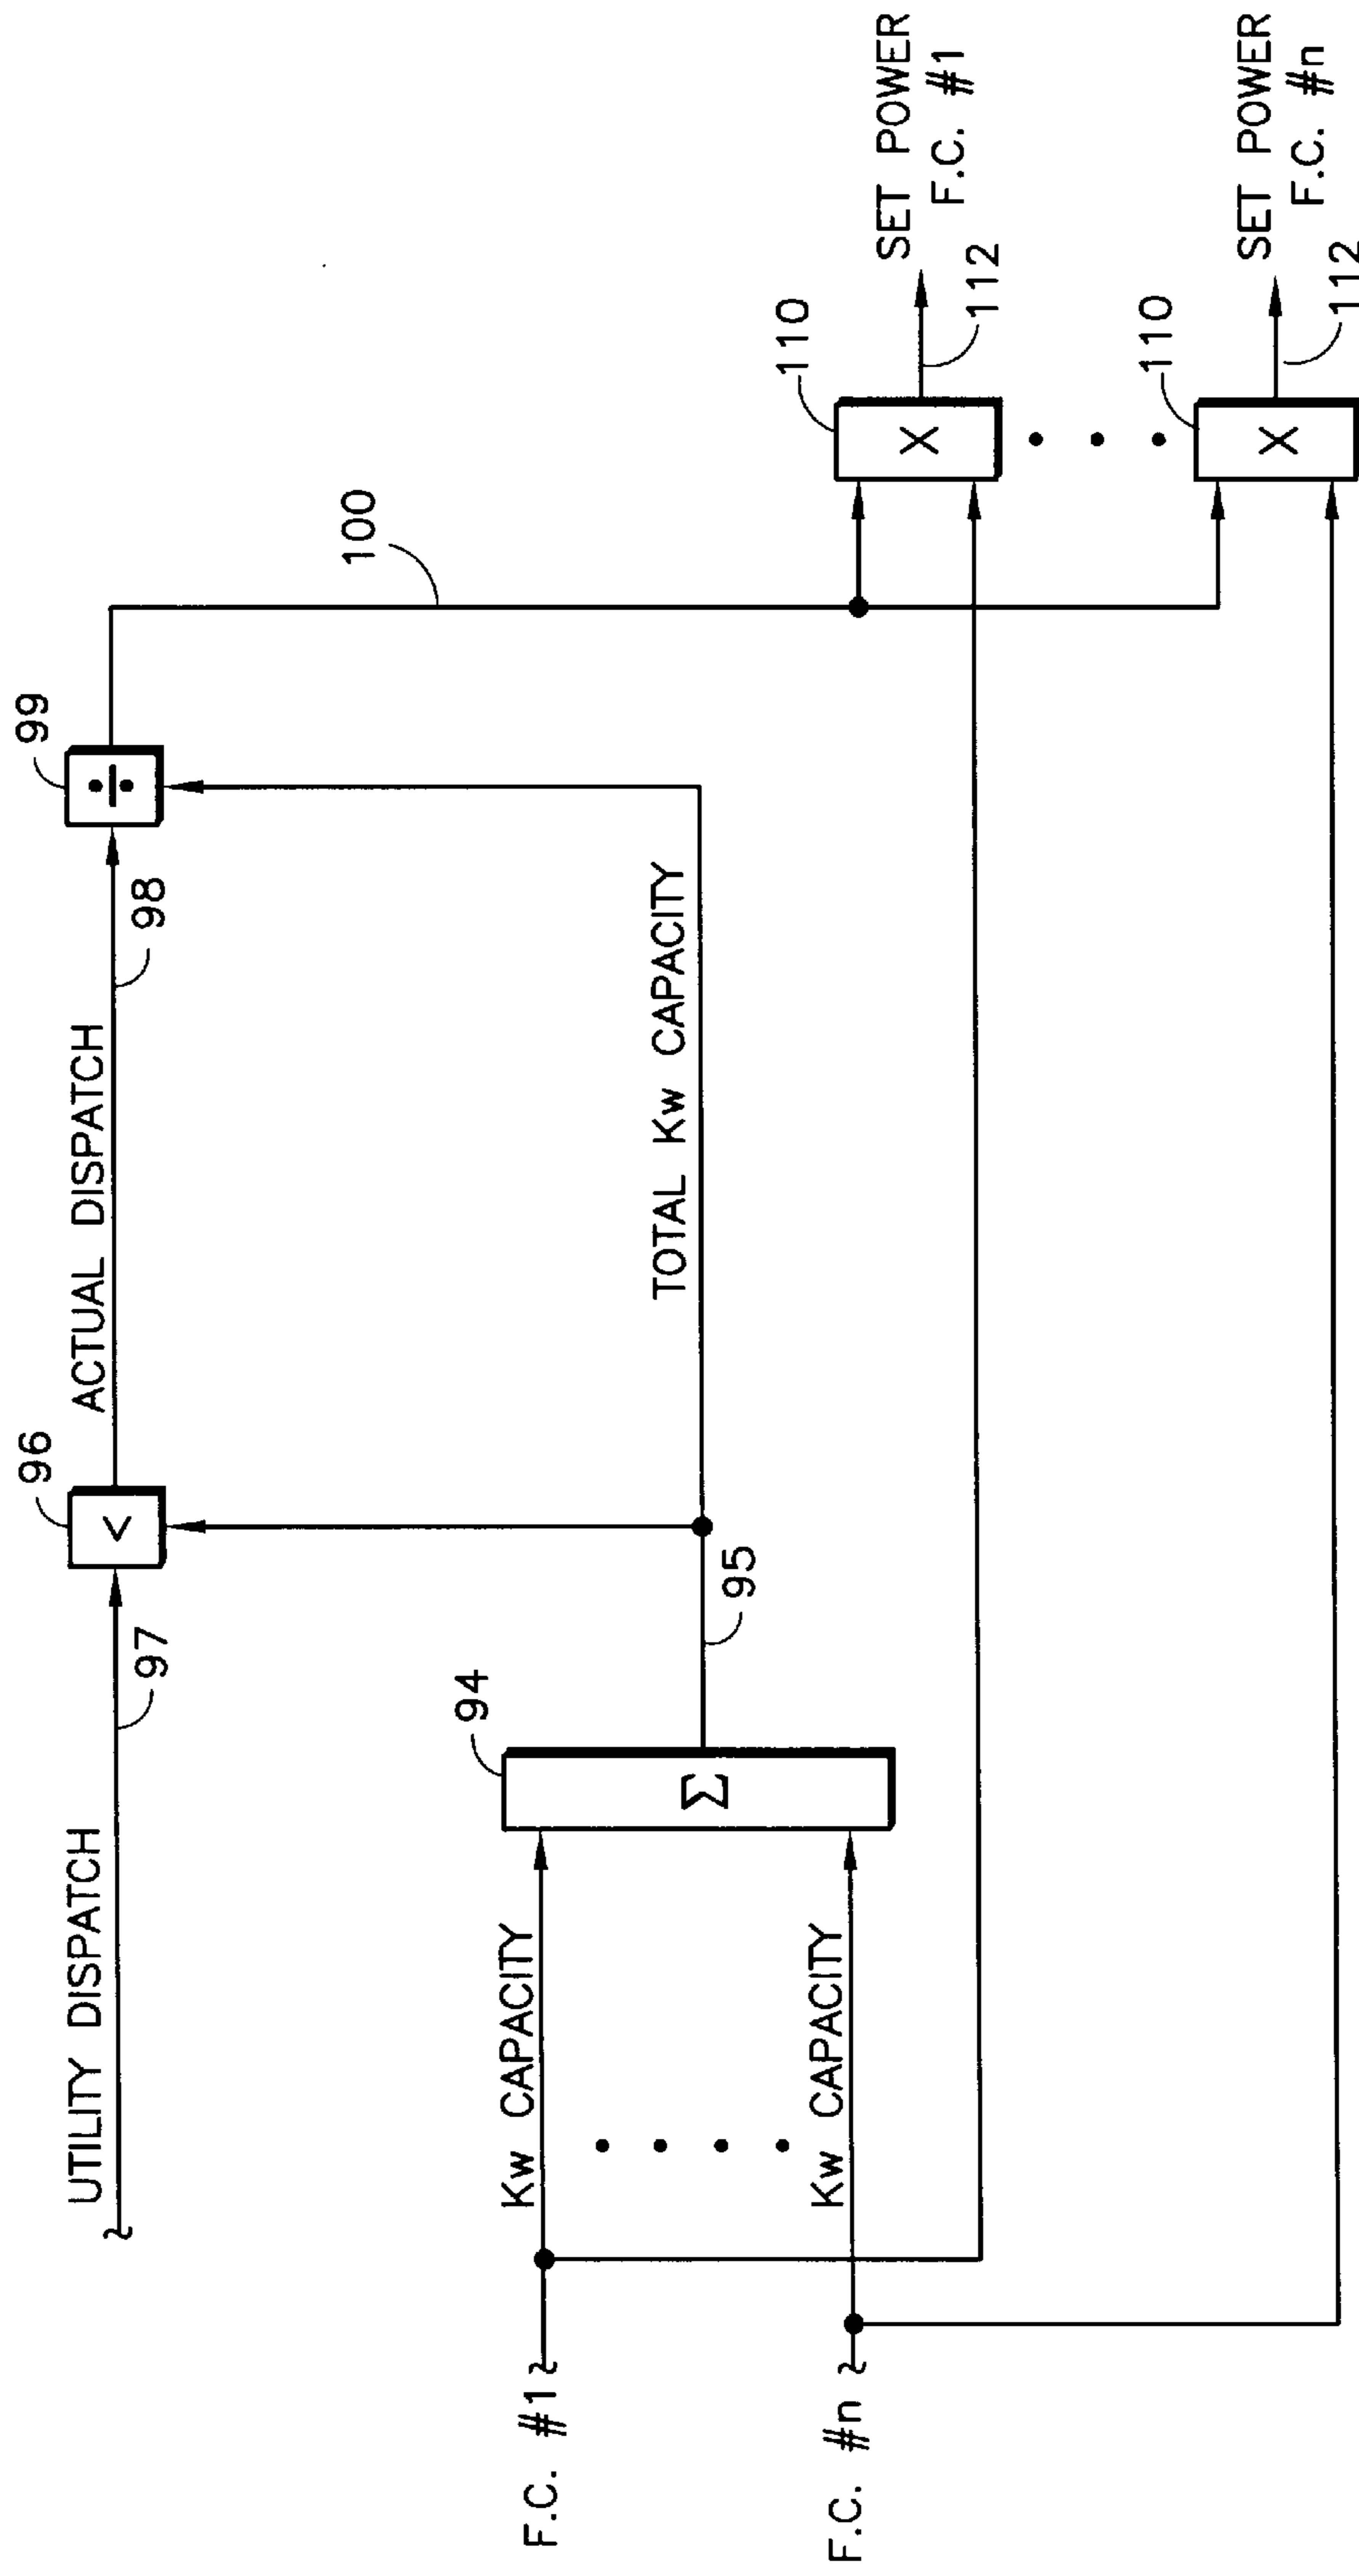 UTILITY DISPATCH
97
96
<
ACTUAL DISPATCH
98
99
÷
100
F.C. #1
Kw CAPACITY
F.C. #n
Kw CAPACITY
94
Σ
95
TOTAL Kw CAPACITY
110
X
112
SET POWER
F.C. #1
110
X
112
SET POWER
F.C. #n